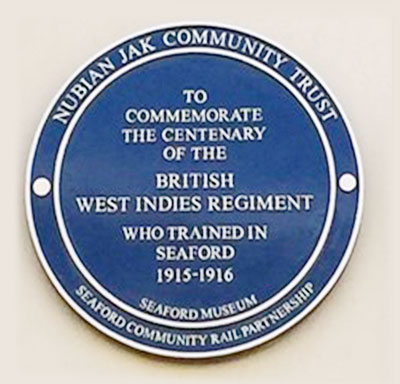 NUBIAN JAK COMMUNITY TRUST
TO
COMMEMORATE
THE CENTENARY
OF THE
BRITISH
WEST INDIES REGIMENT
WHO TRAINED IN
SEAFORD
1915-1916
SEAFORD MUSEUM
SEAFORD COMMUNITY RAIL PARTNERSHIP